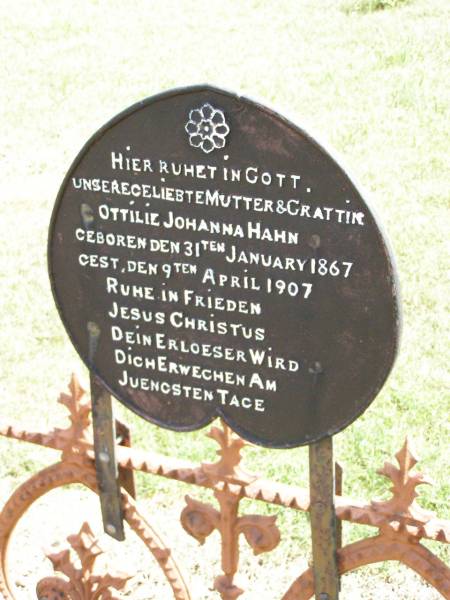 HIER RUHET IN GOTT.
UNSERE GELIEBTE MUTTER & GRATTIN
OTTILIE JOHANNA HAHN
GEBOREN DEN 31TEN JANUARY 1867
GEST, DEN 9TEN APRIL 1907
RUHE IN FRIEDEN
JESUS CHRISTUS
DEIN ERLOESER WIRD
DICH ERWECHEN AM
JUENGSTEN TAGE